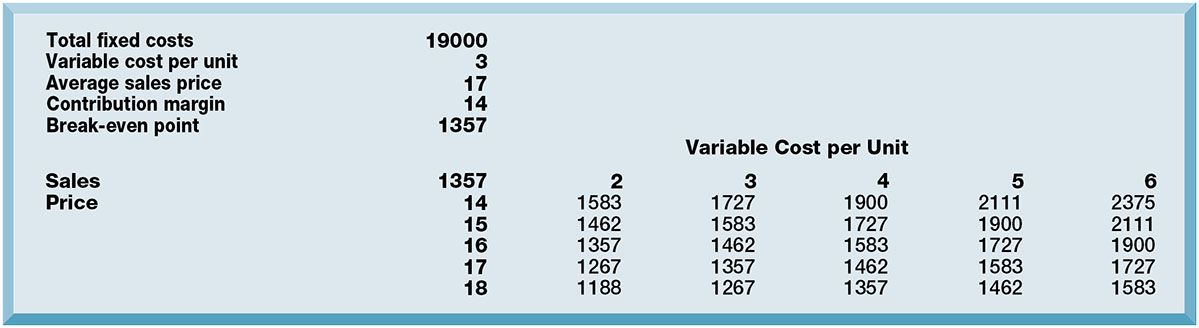 Total fixed costs 19000
Variable cost per unit 3
Average sales price 17
Contribution margin 14
Break-even point 1357
Variable Cost per Unit
Sales 1357 2 3 4 5 6
Price 14 1583 1727 1900 2111 2375
15 1462 1583 1727 1900 2111
16 1357 1462 1583 1727 1900
17 1267 1357 1462 1583 1727
18 1188 1267 1357 1462 1583